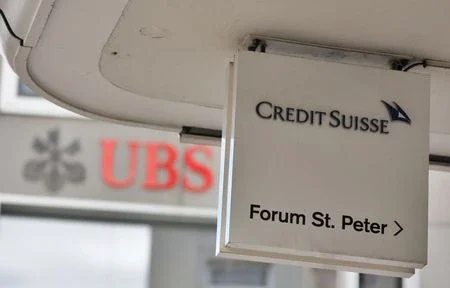 UBS
CREDIT SUISSE
Forum St. Peter >